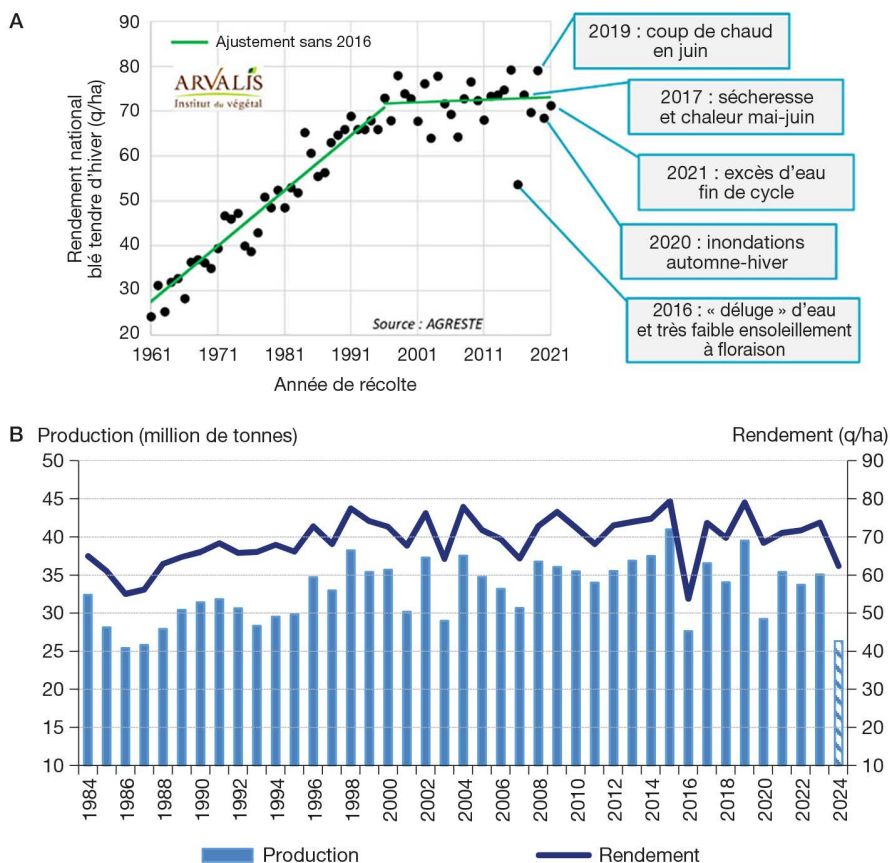 A
90
80
70
60
50
40
30
20
Rendement national
blé tendre d'hiver (q/ha)
Ajustement sans 2016
ARVALIS
Institut du végétal
Source : AGRESTE
1961
1971
1981
1991
2001
2011
2021
Année de récolte
2019 : coup de chaud
en juin
2017 : sécheresse
et chaleur mai-juin
2021 : excès d'eau
fin de cycle
2020 : inondations
automne-hiver
2016 : « déluge » d'eau
et très faible ensoleillement
à floraison
B
Production (million de tonnes)
Rendement (q/ha)
50
45
40
35
30
25
20
15
10
90
80
70
60
50
40
30
20
10
1984
1986
1988
1990
1992
1994
1996
1998
2000
2002
2004
2006
2008
2010
2012
2014
2016
2018
2020
2022
2024
Production
Rendement